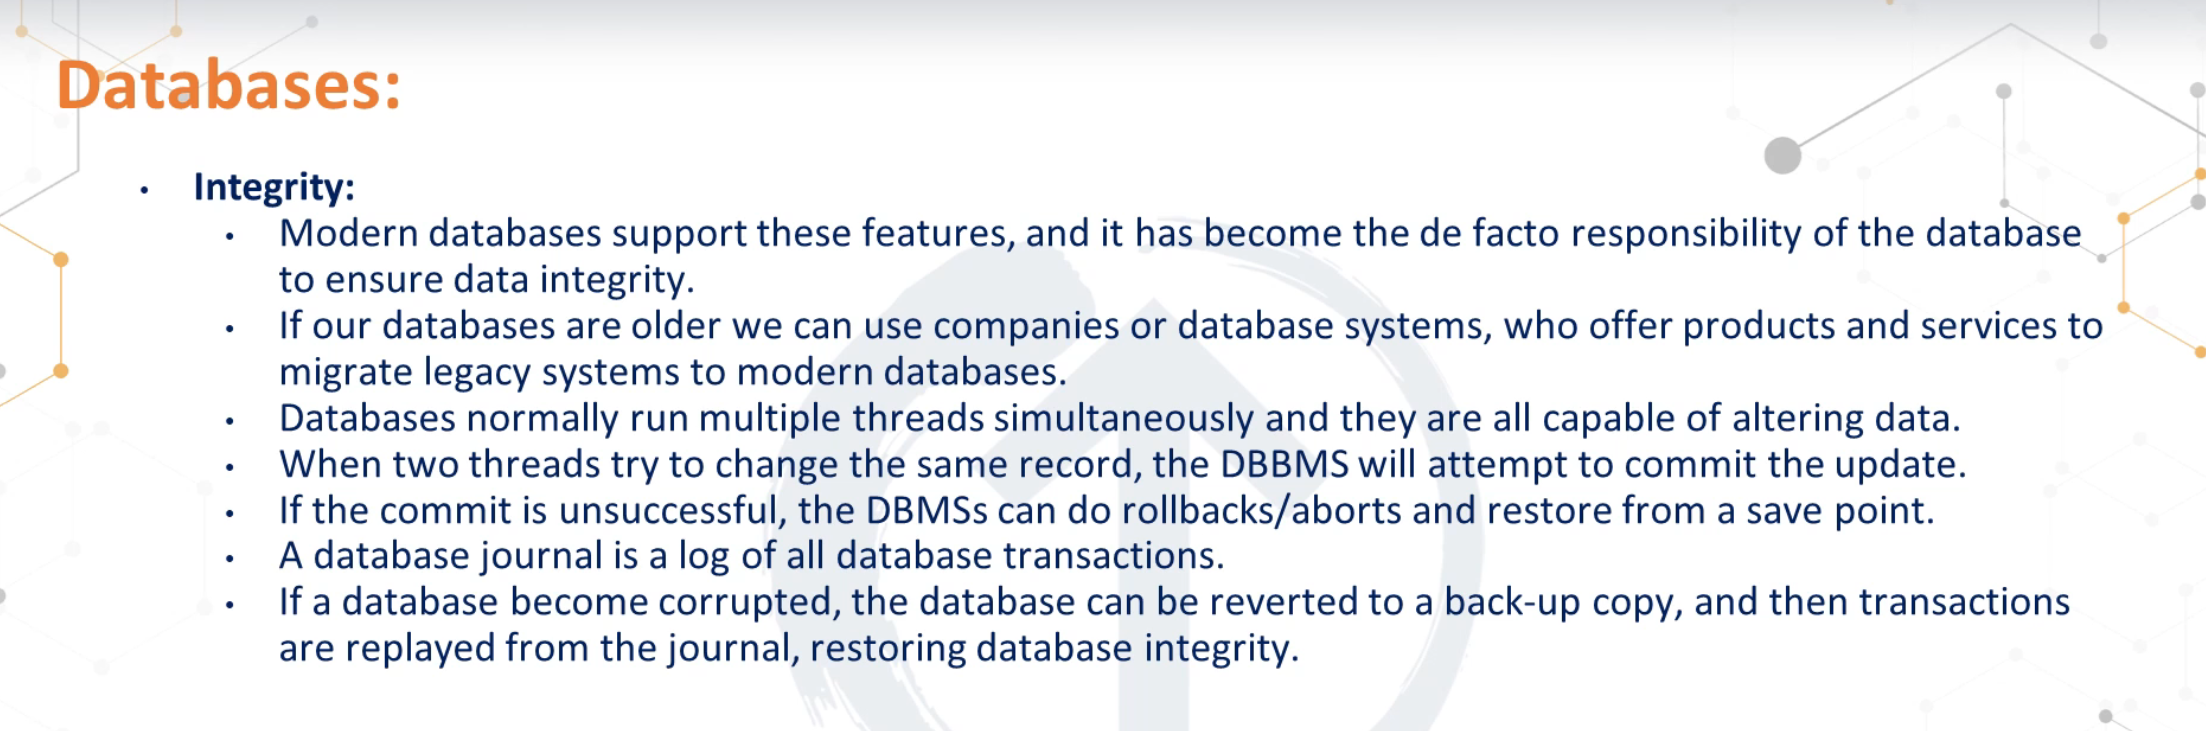 Databases:
• Integrity:
• Modern databases support these features, and it has become the de facto responsibility of the database
to ensure data integrity.
• If our databases are older we can use companies or database systems, who offer products and services to
migrate legacy systems to modern databases.
• Databases normally run multiple threads simultaneously and they are all capable of altering data.
• When two threads try to change the same record, the DBBMS will attempt to commit the update.
• If the commit is unsuccessful, the DBMSs can do rollbacks/aborts and restore from a save point.
• A database journal is a log of all database transactions.
• If a database become corrupted, the database can be reverted to a back-up copy, and then transactions
are replayed from the journal, restoring database integrity.